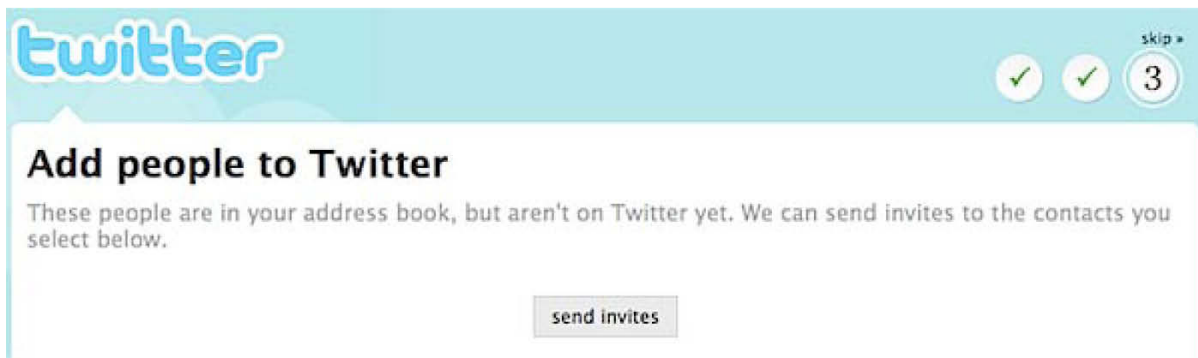 twitter
skip »
3
Add people to Twitter
These people are in your address book, but aren't on Twitter yet. We can send invites to the contacts you
select below.
send invites